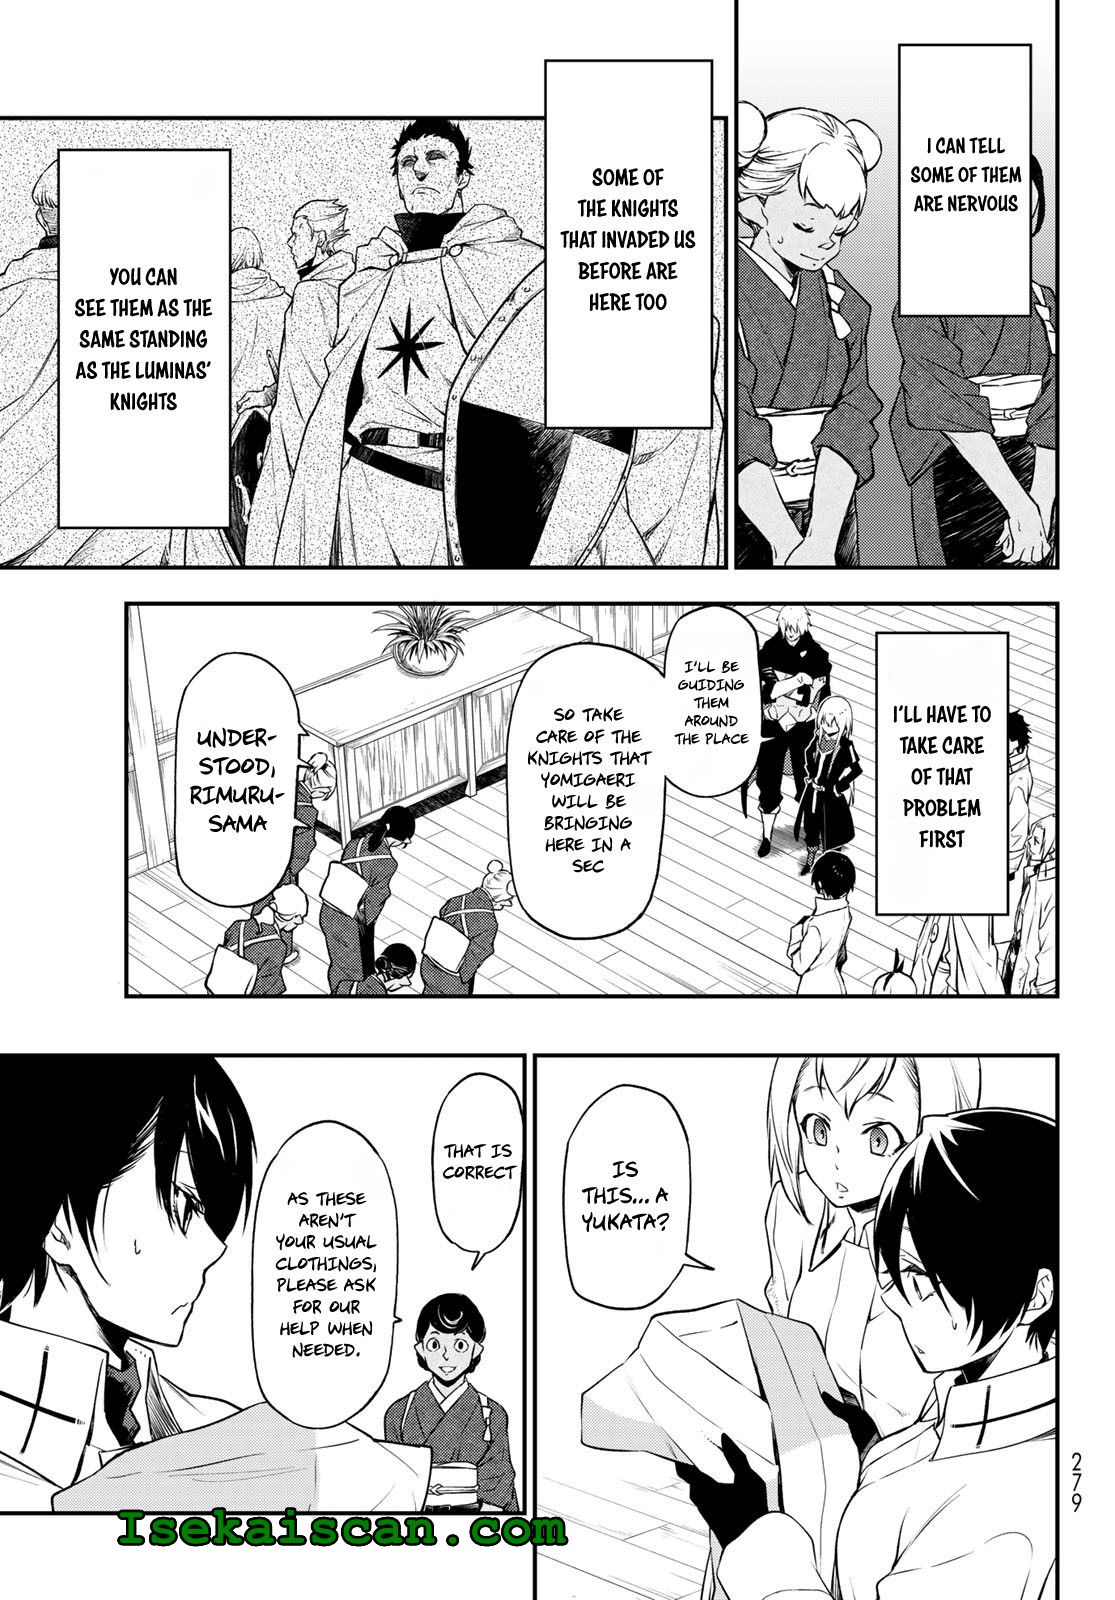 I CAN TELL
SOME OF THEM
ARE NERVOUS
SOME OF
THE KNIGHTS
THAT INVADED US
BEFORE ARE
HERE TOO
YOU CAN
SEE THEM AS THE
SAME STANDING
AS THE LUMINAS'
KNIGHTS
I'LL HAVE TO
TAKE CARE
OF THAT
PROBLEM
FIRST
I'LL BE
GUIDING
THEM
AROUND
THE PLACE
SO TAKE
CARE OF THE
KNIGHTS THAT
YOMIGAERI
WILL BE
BRINGING
HERE IN A
SEC
UNDER-
STOOD,
RIMURU-
SAMA
IS
THIS... A
YUKATA?
THAT IS
CORRECT
AS THESE
AREN'T
YOUR USUAL
CLOTHINGS,
PLEASE ASK
FOR OUR
HELP WHEN
NEEDED.
279
Isekaiscan.com